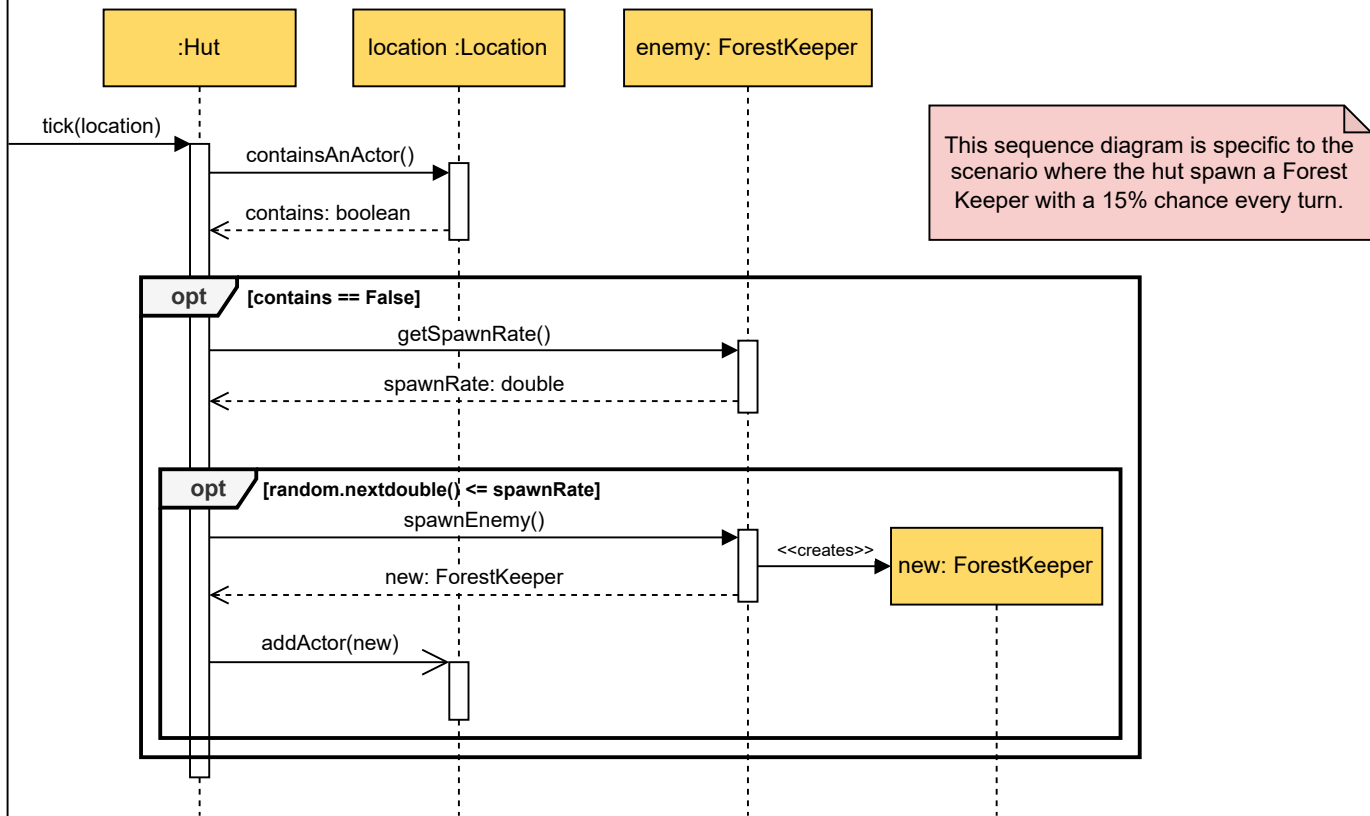 :Hut
location :Location
enemy: ForestKeeper
tick(location)
This sequence diagram is specific to the
scenario where the hut spawn a Forest
Keeper with a 15% chance every turn.
containsAnActor()
contains: boolean
opt
[contains == False]
getSpawnRate()
spawnRate: double
opt
[random.nextdouble() <= spawnRate]
spawnEnemy()
<<creates>>
new: ForestKeeper
new: ForestKeeper
addActor(new)